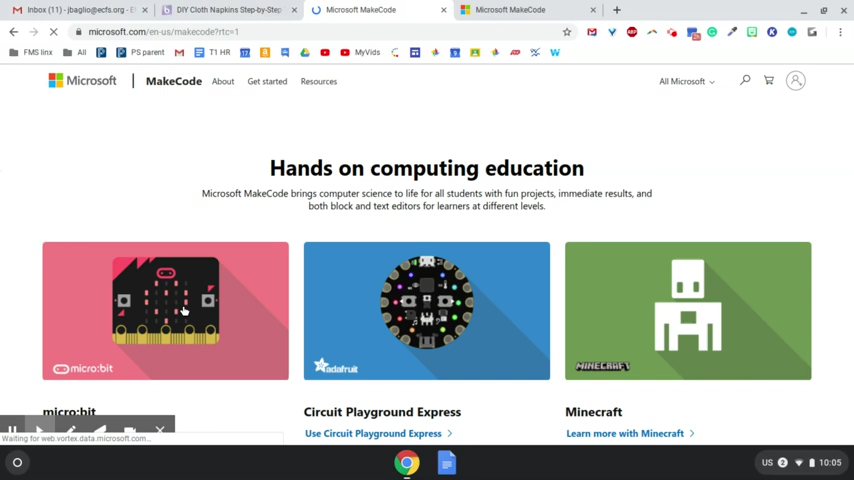 Inbox (11) - jbaglio@ecfs.org - E
DIY Cloth Napkins Step-by-Step
Microsoft MakeCode
Microsoft MakeCode
microsoft.com/en-us/makecode?rtc=1
FMS linx
All
PS parent
T1 HR
MyVids
Microsoft
MakeCode
About
Get started
Resources
All Microsoft
Hands on computing education
Microsoft MakeCode brings computer science to life for all students with fun projects, immediate results, and
both block and text editors for learners at different levels.
micro:bit
adafruit
MINECRAFT
micro:bit
Circuit Playground Express
Minecraft
Use Circuit Playground Express
Learn more with Minecraft
Waiting for web.vortex.data.microsoft.com...
US
2
10:05